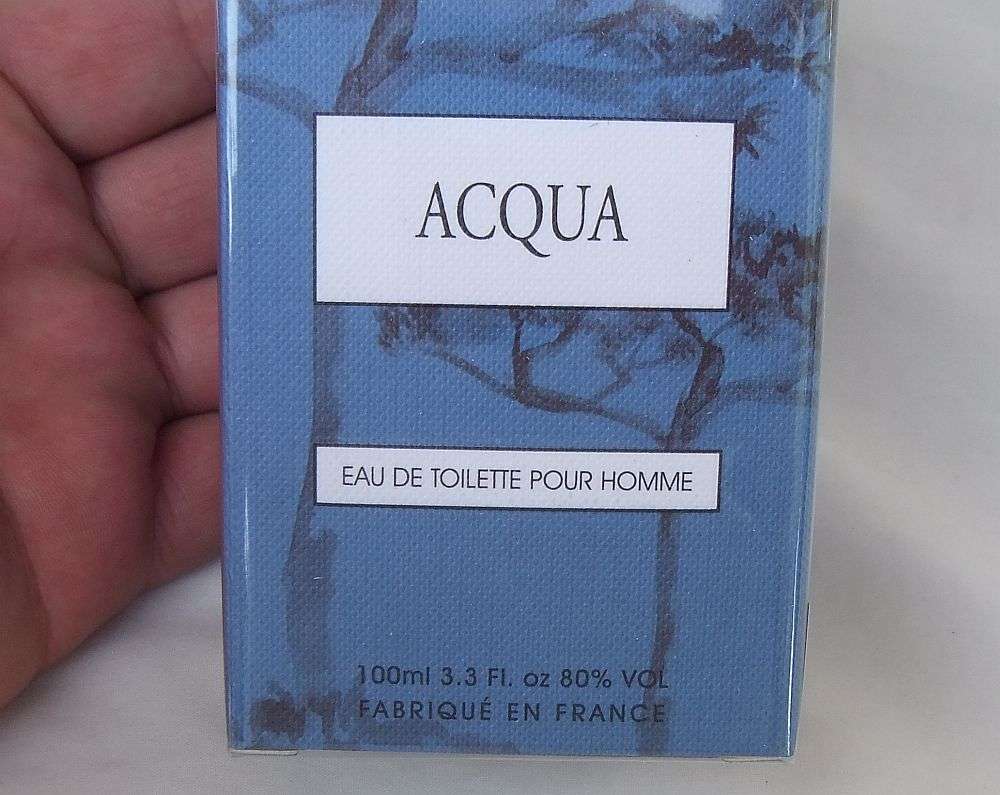 ACQUA
EAU DE TOILETTE POUR HOMME
100ml 3.3 Fl. oz 80% VOL
FABRIQUÉ EN FRANCE